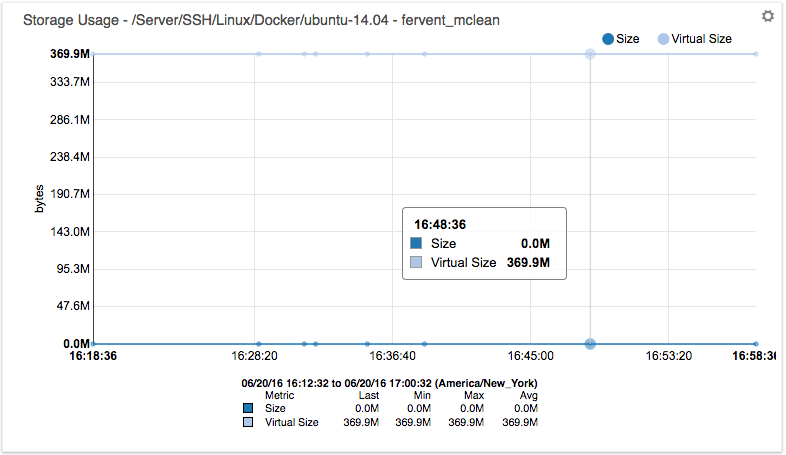 Storage Usage - /Server/SSH/Linux/Docker/ubuntu-14.04 - fervent_mclean
Size Virtual Size
369.9M
333.7M
286.1M
238.4M
190.7M
143.0M
95.3M
47.6M
0.0M
bytes
16:48:36
Size 0.0M
Virtual Size 369.9M
16:18:36 16:28:20 16:36:40 16:45:00 16:53:20 16:58:36
06/20/16 16:12:32 to 06/20/16 17:00:32 (America/New_York)
Metric Last Min Max Avg
Size 0.0M 0.0M 0.0M 0.0M
Virtual Size 369.9M 369.9M 369.9M 369.9M